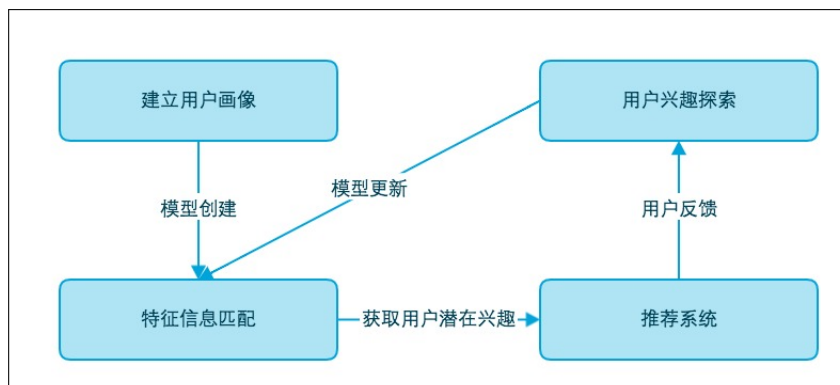 建立用户画像
用户兴趣探索
模型更新
模型创建
用户反馈
特征信息匹配
获取用户潜在兴趣
推荐系统